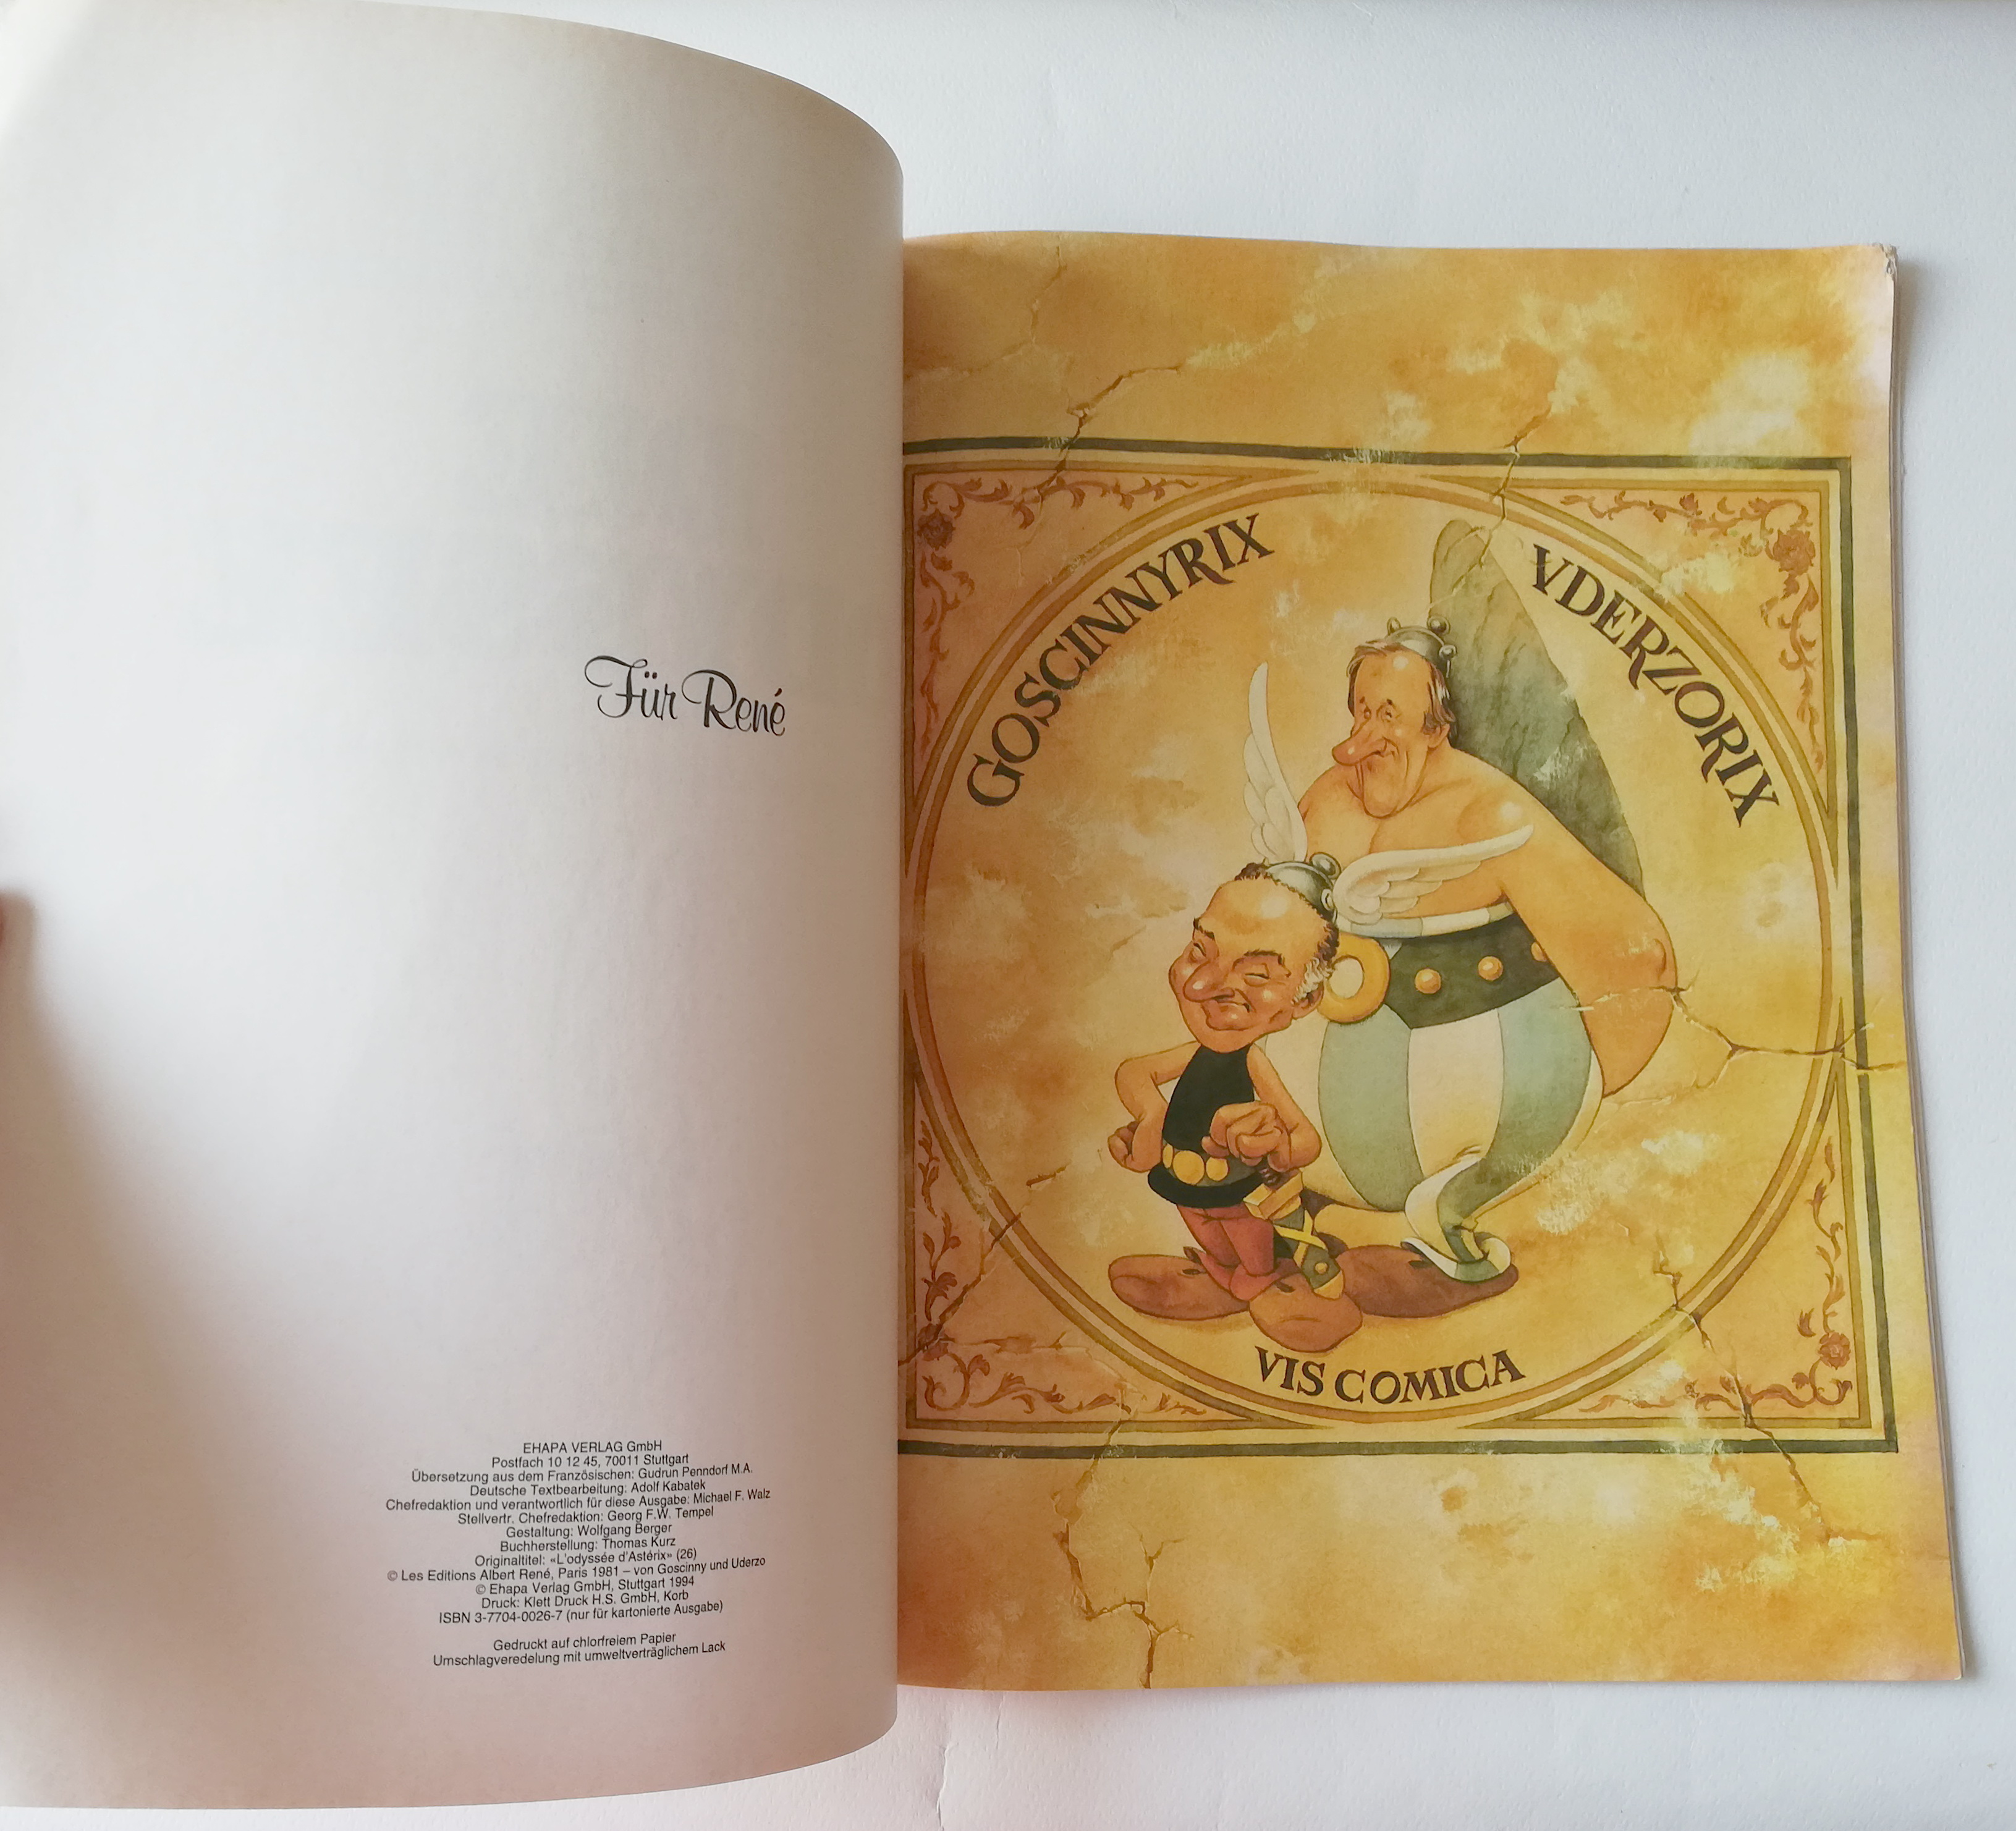 Für René
EHAPA VERLAG GmbH
Postfach 10 12 45, 70011 Stuttgart
Übersetzung aus dem Französischen: Gudrun Penndorf M.A.
Deutsche Textbearbeitung: Adolf Kabatek
Chefredaktion und verantwortlich für diese Ausgabe: Michael F. Walz
Stellvertr. Chefredaktion: Georg F.W. Tempel
Gestaltung: Wolfgang Berger
Buchherstellung: Thomas Kurz
Originaltitel: «L'odyssée d'Astérix» (26)
© Les Editions Albert René, Paris 1981 – von Goscinny und Uderzo
© Ehapa Verlag GmbH, Stuttgart 1994
Druck: Klett Druck H.S. GmbH, Korb
ISBN 3-7704-0026-7 (nur für kartonierte Ausgabe)
Gedruckt auf chlorfreiem Papier
Umschlagveredelung mit umweltverträglichem Lack
GOSCINNYRIX
VDERZORIX
VIS COMICA